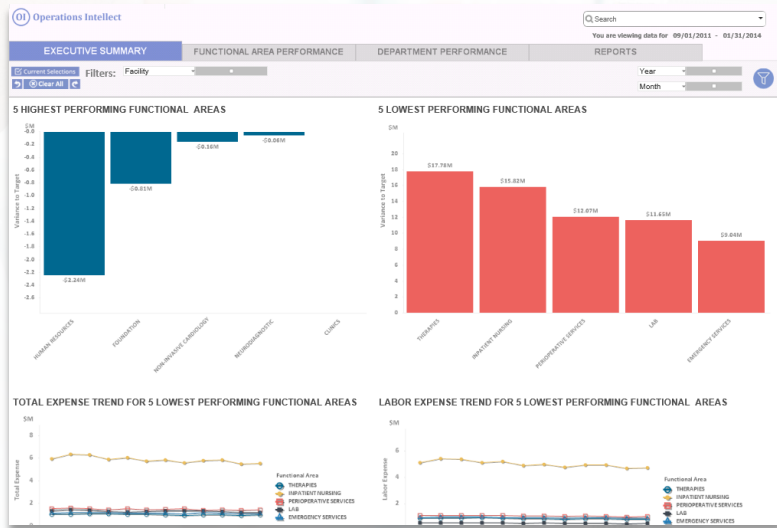 OI Operations Intellect
Search
You are viewing data for 09/01/2011 - 01/31/2014
EXECUTIVE SUMMARY
FUNCTIONAL AREA PERFORMANCE
DEPARTMENT PERFORMANCE
REPORTS
Current Selections
Clear All
Filters:
Facility
Year
Month
5 HIGHEST PERFORMING FUNCTIONAL AREAS
$M
-0.0
-0.2
-0.4
-0.6
-0.8
-1.0
-1.2
-1.4
-1.6
-1.8
-2.0
-2.2
-2.4
-2.6
Variance to Target
-$2.24M
-$0.81M
-$0.16M
-$0.06M
HUMAN RESOURCES
FOUNDATION
NON-INVASIVE CARDIOLOGY
NEURODIAGNOSTIC
CLINICS
5 LOWEST PERFORMING FUNCTIONAL AREAS
$M
20
18
16
14
12
10
8
6
4
2
0
Variance to Target
$17.78M
$15.82M
$12.07M
$11.65M
$9.04M
THERAPIES
INPATIENT NURSING
PERIOPERATIVE SERVICES
LAB
EMERGENCY SERVICES
TOTAL EXPENSE TREND FOR 5 LOWEST PERFORMING FUNCTIONAL AREAS
$M
8
6
4
2
Total Expense
Functional Area
THERAPIES
INPATIENT NURSING
PERIOPERATIVE SERVICES
LAB
EMERGENCY SERVICES
LABOR EXPENSE TREND FOR 5 LOWEST PERFORMING FUNCTIONAL AREAS
$M
6
4
2
Labor Expense
Functional Area
THERAPIES
INPATIENT NURSING
PERIOPERATIVE SERVICES
LAB
EMERGENCY SERVICES